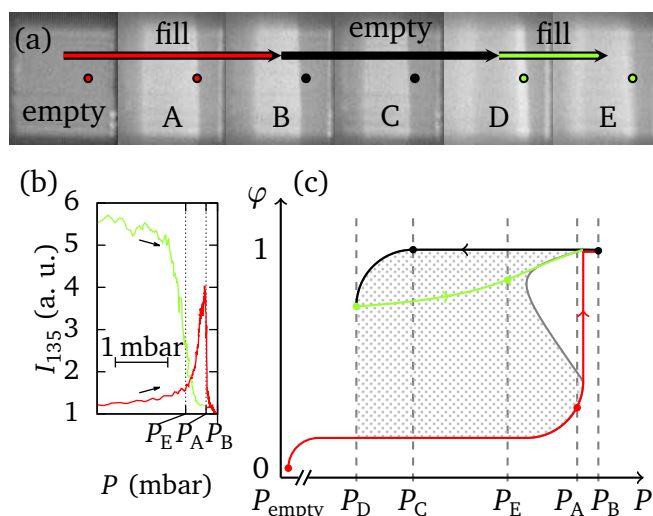 (a)
fill
empty
fill
empty
A
B
C
D
E
(b)
(c)
6
5
4
3
2
1
I135 (a. u.)
1 mbar
PE
PA
PB
P (mbar)
φ
1
0
Pempty
PD
PC
PE
PA
PB
P